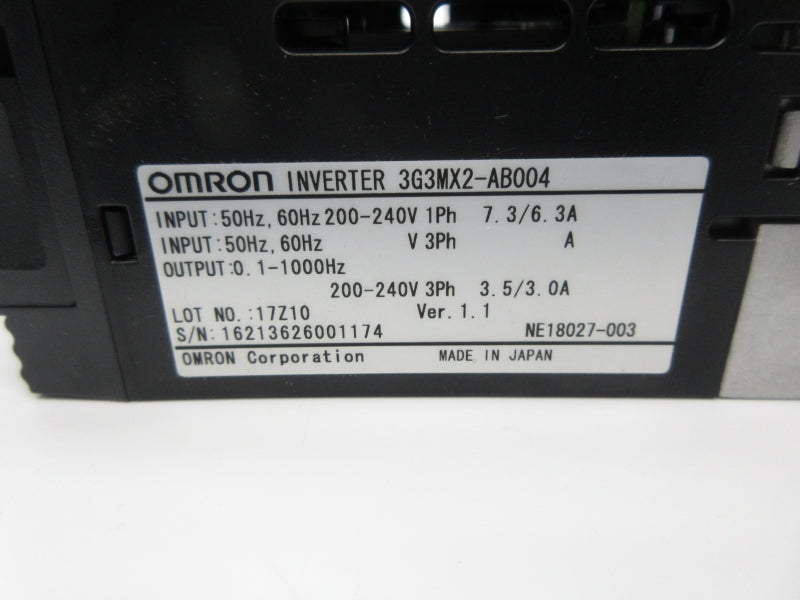 OMRON INVERTER 3G3MX2-AB004
INPUT:50Hz, 60Hz 200-240V 1Ph 7.3/6.3A
INPUT:50Hz, 60Hz V 3Ph A
OUTPUT:0.1-1000Hz
200-240V 3Ph 3.5/3.0A
LOT NO.:17Z10 Ver.1.1
S/N:16213626001174 NE18027-003
OMRON Corporation MADE IN JAPAN